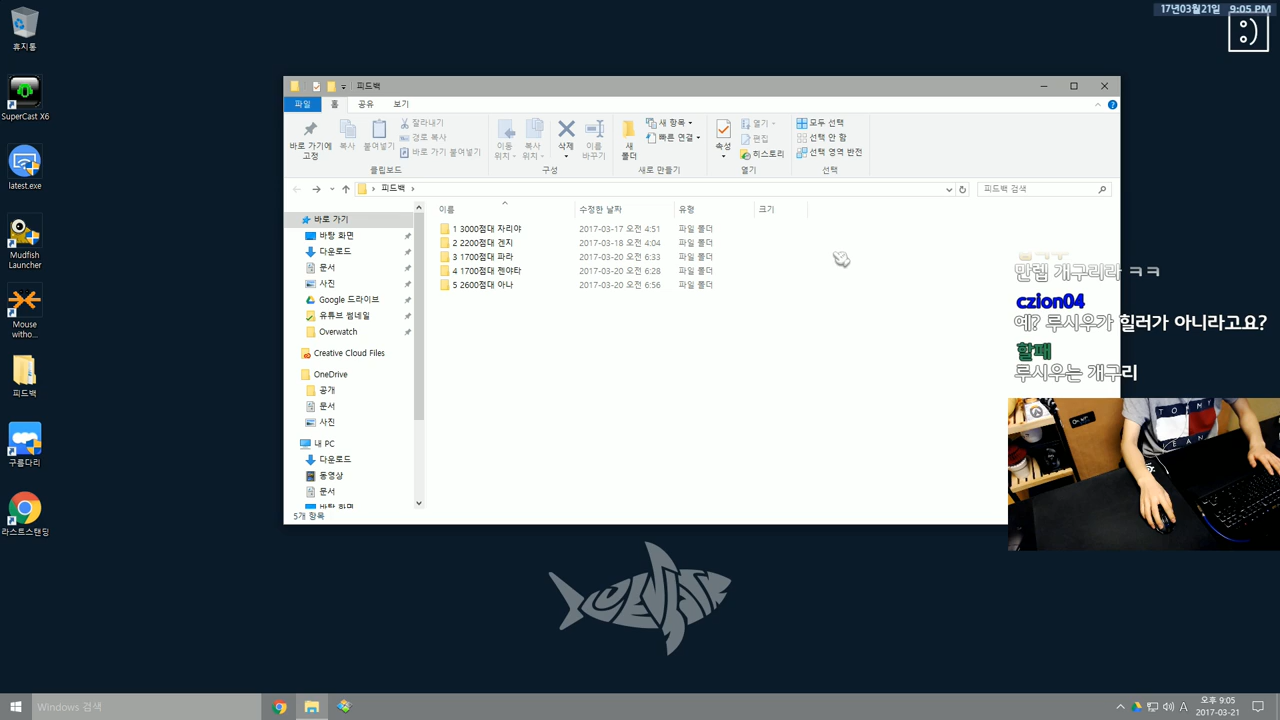 17년03월21일 9:05 PM
:)
휴지통
SuperCast X6
latest.exe
Mudfish
Launcher
Mouse
witho...
피드백
구름다리
라스트스탠딩
피드백
파일 홈 공유 보기
바로 가기에
고정
복사
붙여넣기
잘라내기
경로 복사
바로 가기 붙여넣기
이동
위치
복사
위치
삭제
이름
바꾸기
새
폴더
새 항목
빠른 연결
속성
열기
편집
히스토리
모두 선택
선택 안 함
선택 영역 반전
클립보드 구성 새로 만들기 열기 선택
피드백
피드백 검색
이름 수정한 날짜 유형 크기
1 3000점대 자리야 2017-03-17 오전 4:51 파일 폴더
2 2200점대 겐지 2017-03-18 오전 4:04 파일 폴더
3 1700점대 파라 2017-03-20 오전 6:33 파일 폴더
4 1700점대 젠야타 2017-03-20 오전 6:28 파일 폴더
5 2600점대 아나 2017-03-20 오전 6:56 파일 폴더
바로 가기
바탕 화면
다운로드
문서
사진
Google 드라이브
유튜브 썸네일
Overwatch
Creative Cloud Files
OneDrive
공개
문서
사진
내 PC
다운로드
동영상
문서
바탕 화면
5개 항목
만렙 개구리라 ㅋㅋ
czion04
예? 루시우가 힐러가 아니라고요?
할패
루시우는 개구리
TOMMY
JEANS
Windows 검색
A
오후 9:05
2017-03-21